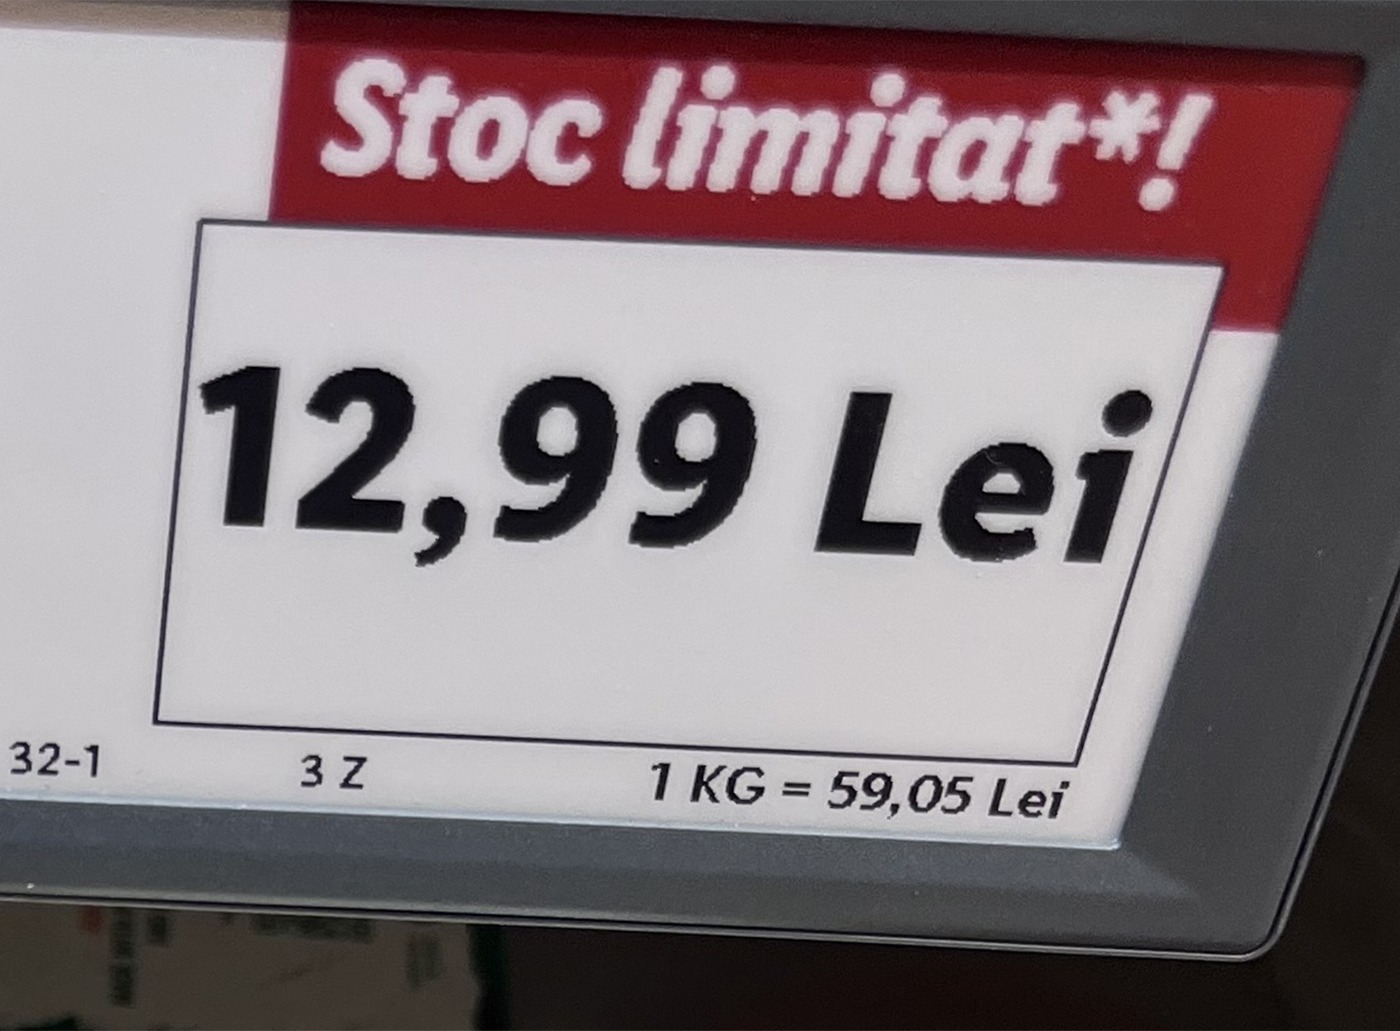 Stoc limitat*!
12,99 Lei
32-1 3 Z 1 KG = 59,05 Lei